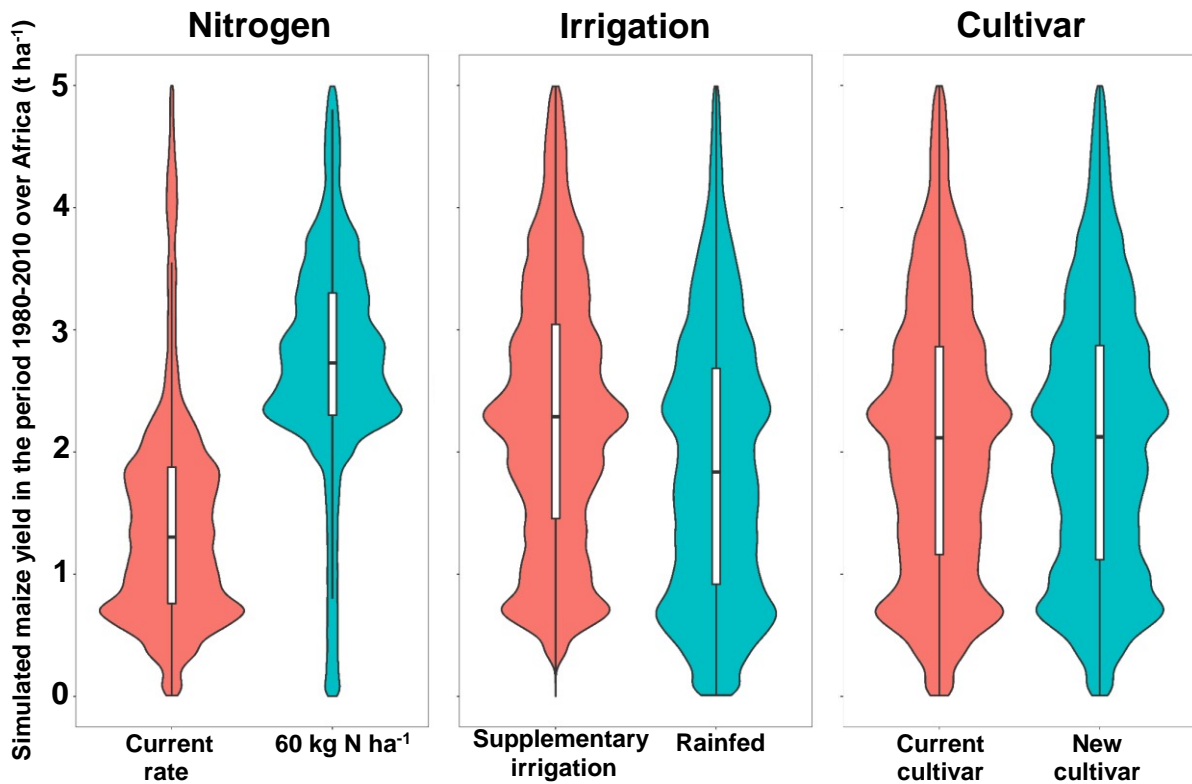 Nitrogen
Irrigation
Cultivar
Simulated maize yield in the period 1980-2010 over Africa (t ha⁻¹)
5
4
3
2
1
0
Current
rate
60 kg N ha⁻¹
Supplementary
irrigation
Rainfed
Current
cultivar
New
cultivar